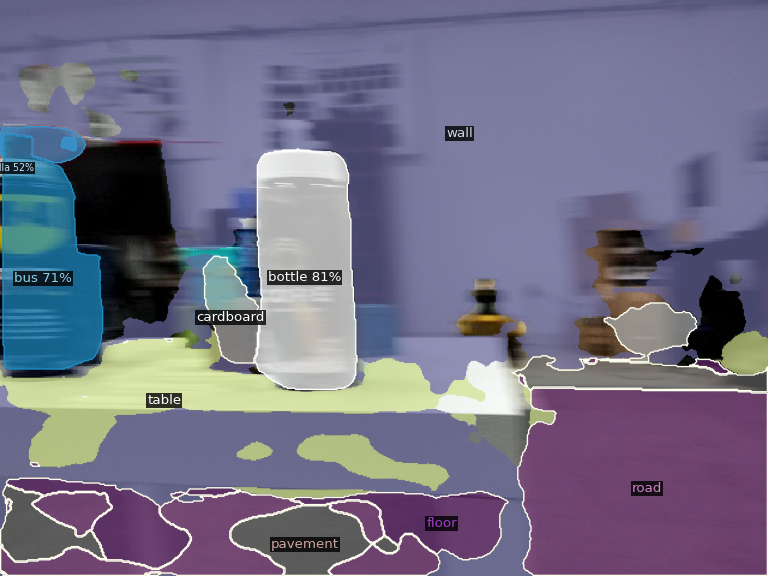 wall
lla 52%
bus 71%
bottle 81%
cardboard
table
road
floor
pavement